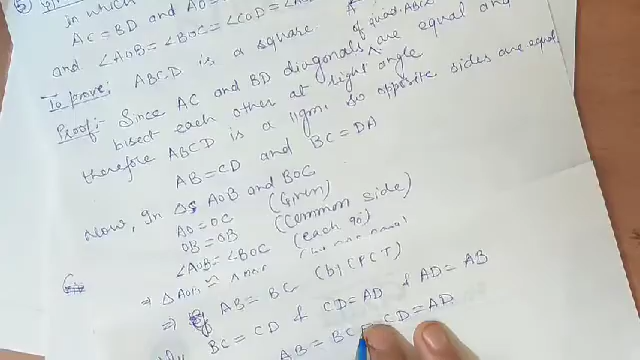 in which
AC = BD and AO =
and ∠AOB = ∠BOC = ∠COD = ∠
To prove: ABCD is a square.
of quad. ABCD
Proof:- Since AC and BD diagonals ^ are equal and
bisect each other at right angle
therefore ABCD is a llgm. So opposite sides are equal
AB = CD and BC = DA
Now, In Δs AOB and BOC
AO = OC (Given)
OB = OB (Common side)
∠AOB = ∠BOC (each 90°)
⇒ ΔAOB ≅
⇒ AB = BC (by CPCT)
BC = CD & CD = AD & AD = AB
AB = BC = CD = AD